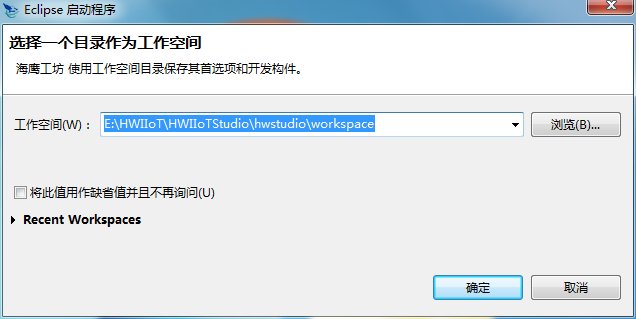 Eclipse 启动程序
选择一个目录作为工作空间
海鹰工坊 使用工作空间目录保存其首选项和开发构件。
工作空间(W)： E:\HWIIoT\HWIIoTStudio\hwstudio\workspace 浏览(B)...
将此值用作缺省值并且不再询问(U)
Recent Workspaces
确定 取消